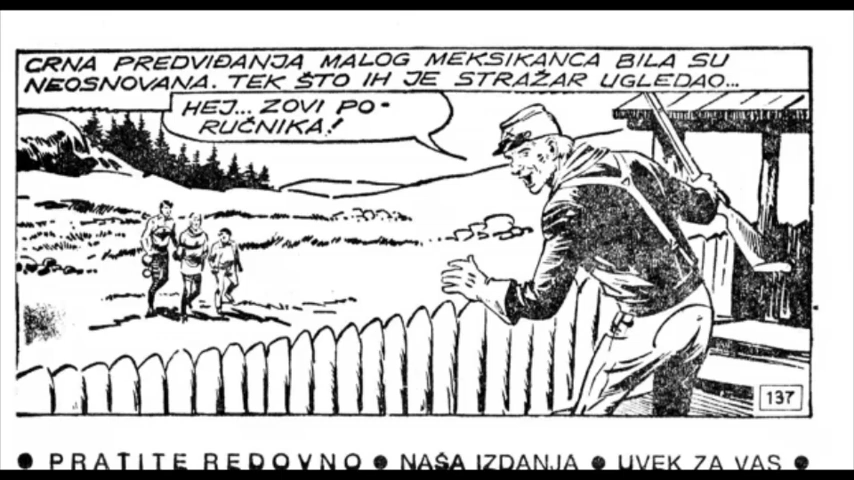 CRNA PREDVIĐANJA MALOG MEKSIKANCA BILA SU
NEOSNOVANA. TEK ŠTO IH JE STRAŽAR UGLEDAO...
HEJ... ZOVI PO-
RUČNIKA!
137
● PRATITE REDOVNO ● NAŠA IZDANJA ● UVEK ZA VAS ●